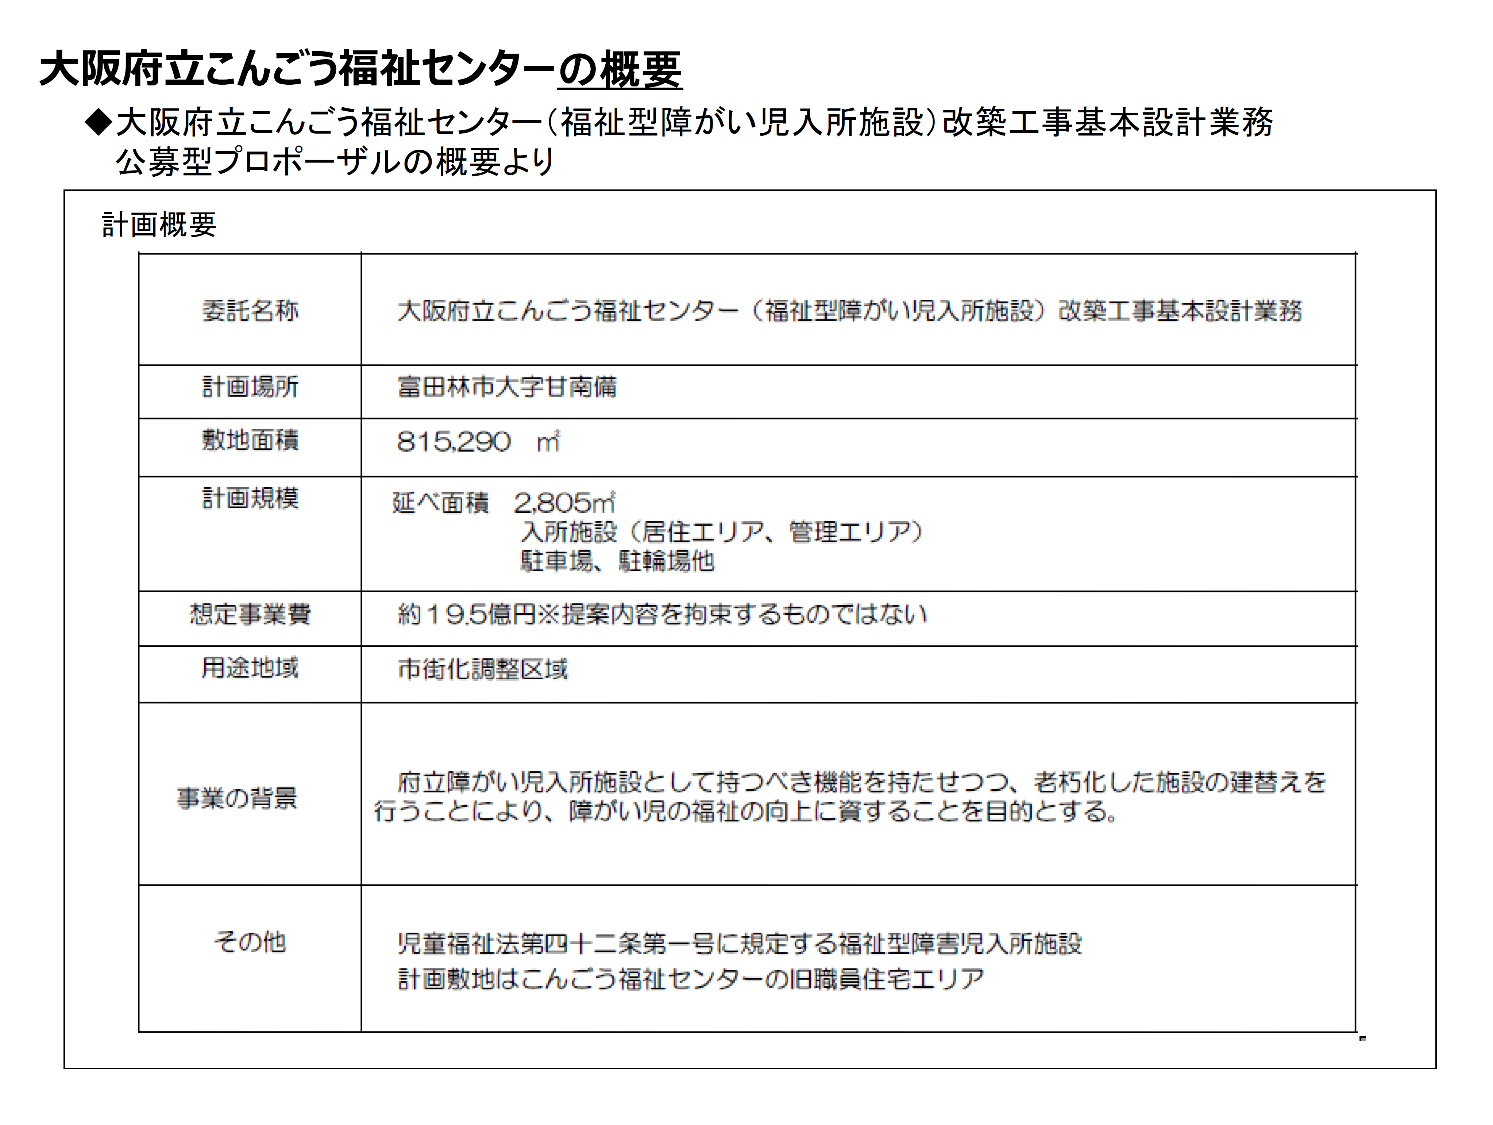 大阪府立こんごう福祉センターの概要
◆大阪府立こんごう福祉センター（福祉型障がい児入所施設）改築工事基本設計業務
公募型プロポーザルの概要より
計画概要
委託名称　大阪府立こんごう福祉センター（福祉型障がい児入所施設）改築工事基本設計業務
計画場所　富田林市大字甘南備
敷地面積　815,290　㎡
計画規模　延べ面積　2,805㎡
入所施設（居住エリア、管理エリア）
駐車場、駐輪場他
想定事業費　約19.5億円※提案内容を拘束するものではない
用途地域　市街化調整区域
事業の背景　府立障がい児入所施設として持つべき機能を持たせつつ、老朽化した施設の建替えを
行うことにより、障がい児の福祉の向上に資することを目的とする。
その他　児童福祉法第四十二条第一号に規定する福祉型障害児入所施設
計画敷地はこんごう福祉センターの旧職員住宅エリア